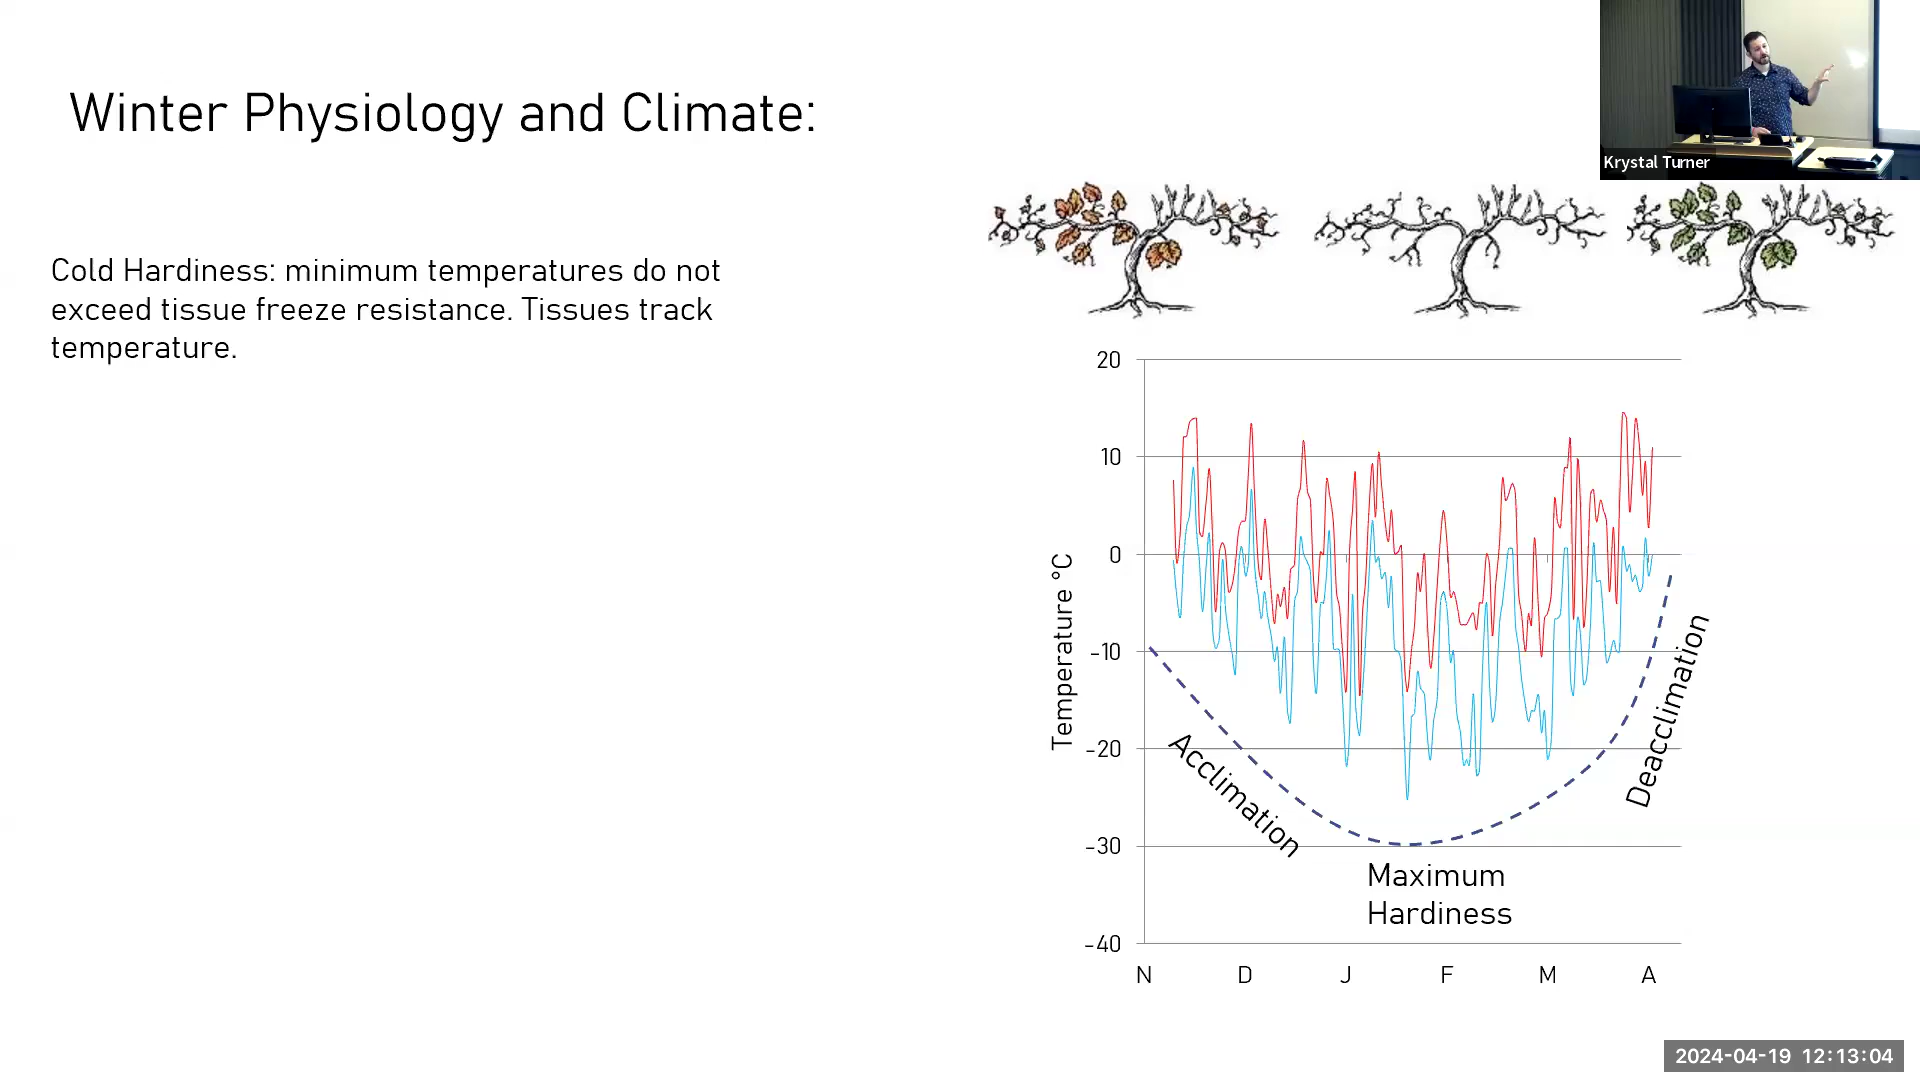 Winter Physiology and Climate:
Krystal Turner
Cold Hardiness: minimum temperatures do not
exceed tissue freeze resistance. Tissues track
temperature.
20
10
0
-10
-20
-30
-40
Temperature °C
Acclimation
Maximum
Hardiness
Deacclimation
N D J F M A
2024-04-19 12:13:04